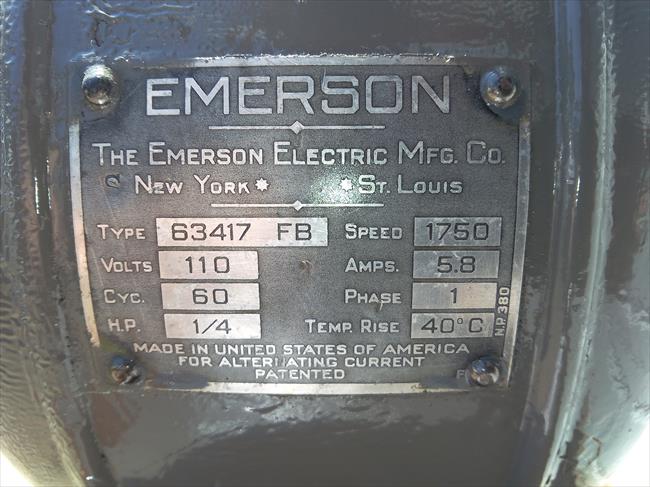 EMERSON
THE EMERSON ELECTRIC MFG. CO.
NEW YORK * * ST. LOUIS
TYPE 63417 FB SPEED 1750
VOLTS 110 AMPS. 5.8
CYC. 60 PHASE 1
H.P. 1/4 TEMP. RISE 40°C
N.P. 380
MADE IN UNITED STATES OF AMERICA
FOR ALTERNATING CURRENT
PATENTED